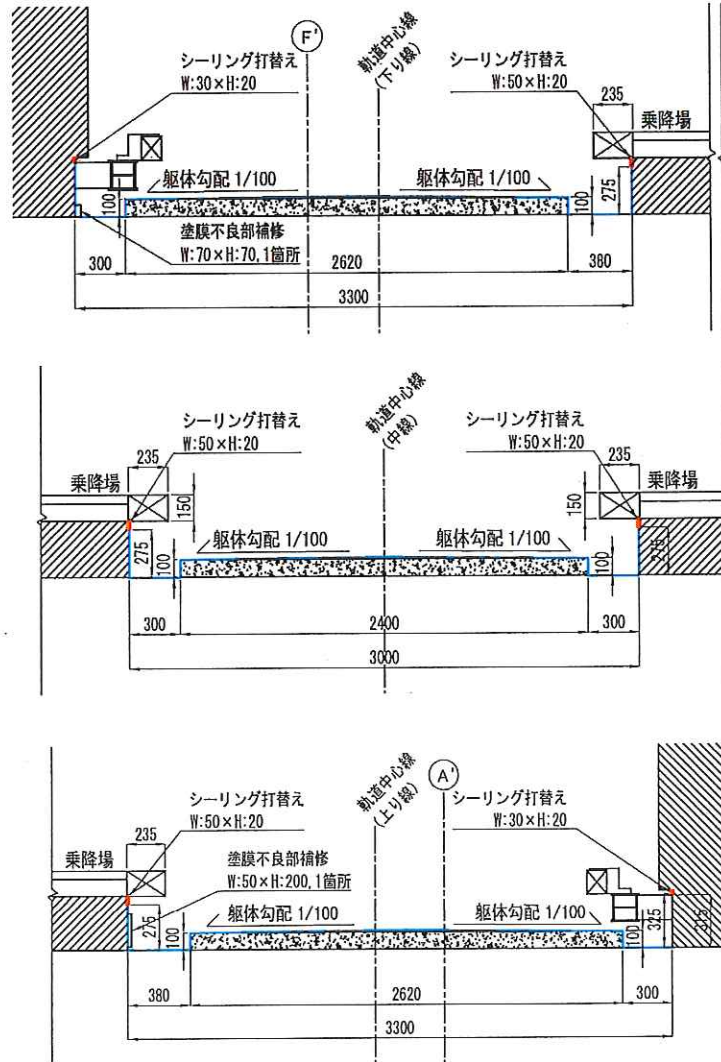 F'
軌道中心線
(下り線)
シーリング打替え
W:30×H:20
シーリング打替え
W:50×H:20
235
乗降場
躯体勾配 1/100
躯体勾配 1/100
100
100
275
塗膜不良部補修
W:70×H:70,1箇所
300
2620
380
3300
軌道中心線
(中線)
シーリング打替え
W:50×H:20
シーリング打替え
W:50×H:20
235
235
乗降場
乗降場
150
150
躯体勾配 1/100
躯体勾配 1/100
275
100
100
275
300
2400
300
3000
軌道中心線
(上り線)
A'
シーリング打替え
W:50×H:20
シーリング打替え
W:30×H:20
235
乗降場
塗膜不良部補修
W:50×H:200,1箇所
躯体勾配 1/100
躯体勾配 1/100
275
100
100
325
325
380
2620
300
3300